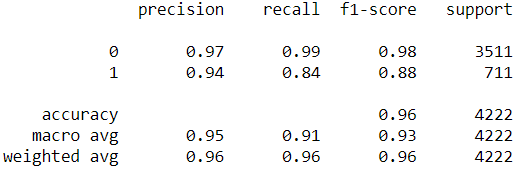 precision recall f1-score support
0 0.97 0.99 0.98 3511
1 0.94 0.84 0.88 711
accuracy 0.96 4222
macro avg 0.95 0.91 0.93 4222
weighted avg 0.96 0.96 0.96 4222